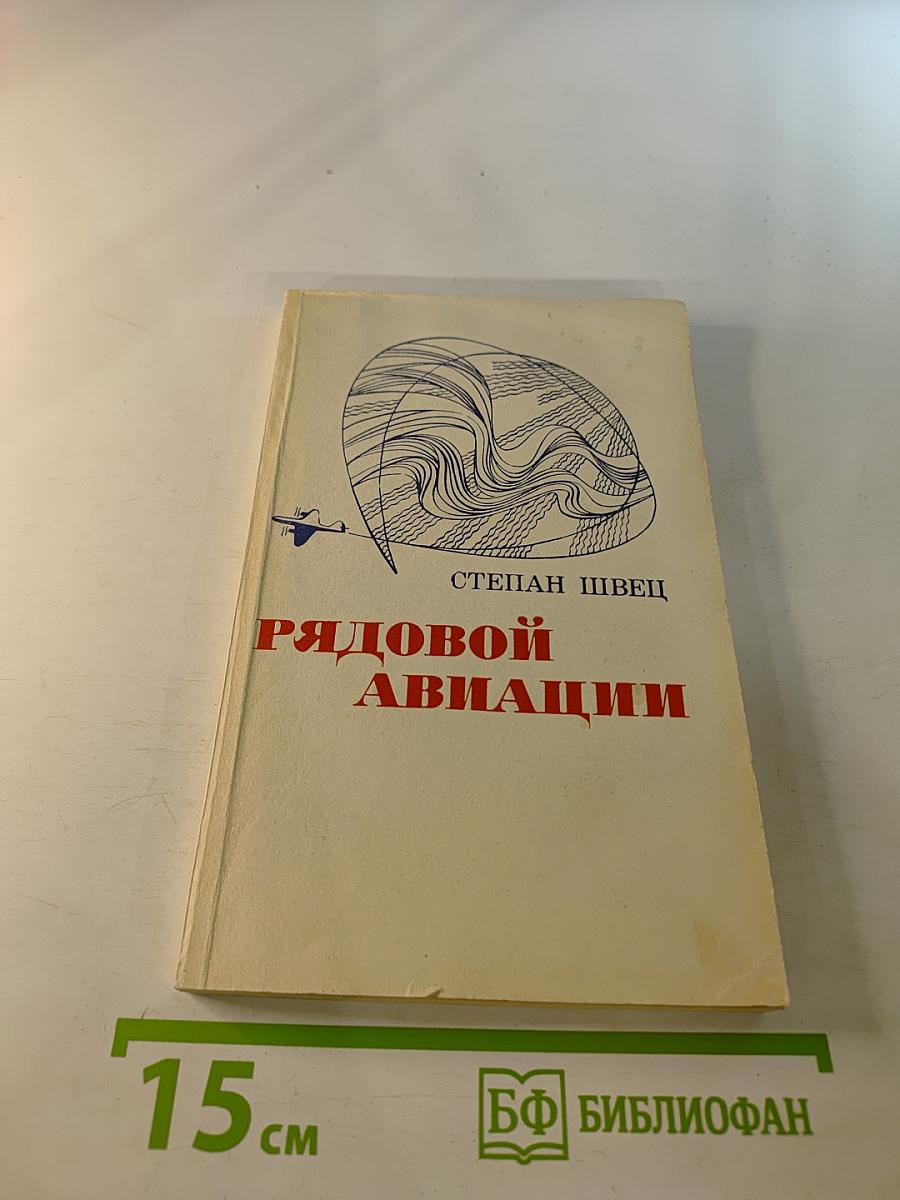 СТЕПАН ШВЕЦ
РЯДОВОЙ
АВИАЦИИ
15 см
БФ БИБЛИОФАН